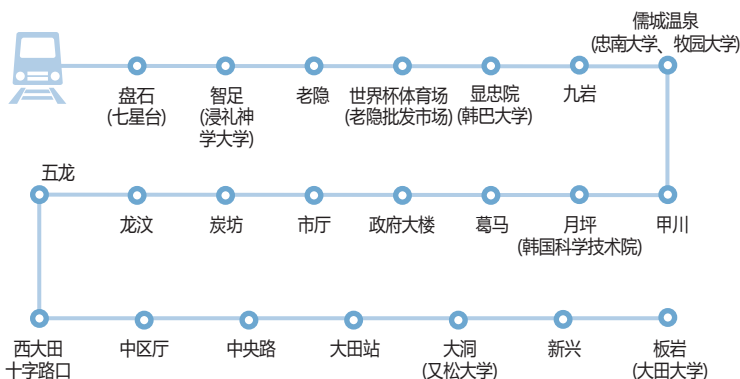 儒城温泉
(忠南大学、牧园大学)
盘石
(七星台)
智足
(浸礼神
学大学)
老隐
世界杯体育场
(老隐批发市场)
显忠院
(韩巴大学)
九岩
五龙
龙汶
炭坊
市厅
政府大楼
葛马
月坪
(韩国科学技术院)
甲川
西大田
十字路口
中区厅
中央路
大田站
大洞
(又松大学)
新兴
板岩
(大田大学)